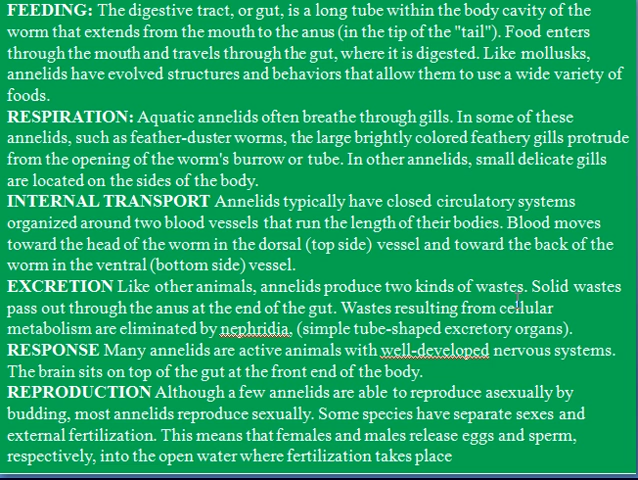 FEEDING: The digestive tract, or gut, is a long tube within the body cavity of the
worm that extends from the mouth to the anus (in the tip of the "tail"). Food enters
through the mouth and travels through the gut, where it is digested. Like mollusks,
annelids have evolved structures and behaviors that allow them to use a wide variety of
foods.
RESPIRATION: Aquatic annelids often breathe through gills. In some of these
annelids, such as feather-duster worms, the large brightly colored feathery gills protrude
from the opening of the worm's burrow or tube. In other annelids, small delicate gills
are located on the sides of the body.
INTERNAL TRANSPORT Annelids typically have closed circulatory systems
organized around two blood vessels that run the length of their bodies. Blood moves
toward the head of the worm in the dorsal (top side) vessel and toward the back of the
worm in the ventral (bottom side) vessel.
EXCRETION Like other animals, annelids produce two kinds of wastes. Solid wastes
pass out through the anus at the end of the gut. Wastes resulting from cellular
metabolism are eliminated by nephridia, (simple tube-shaped excretory organs).
RESPONSE Many annelids are active animals with well-developed nervous systems.
The brain sits on top of the gut at the front end of the body.
REPRODUCTION Although a few annelids are able to reproduce asexually by
budding, most annelids reproduce sexually. Some species have separate sexes and
external fertilization. This means that females and males release eggs and sperm,
respectively, into the open water where fertilization takes place